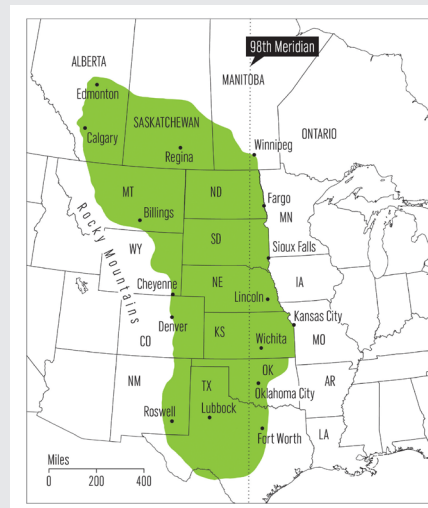 98th Meridian
ALBERTA
MANITOBA
Edmonton
SASKATCHEWAN
ONTARIO
Calgary
Winnipeg
Regina
MT
ND
Fargo
MN
Billings
Rocky Mountains
SD
WY
Sioux Falls
NE
IA
Cheyenne
Lincoln
Kansas City
Denver
KS
MO
CO
Wichita
OK
NM
TX
AR
Oklahoma City
Roswell
Lubbock
Fort Worth
LA
Miles
0 200 400